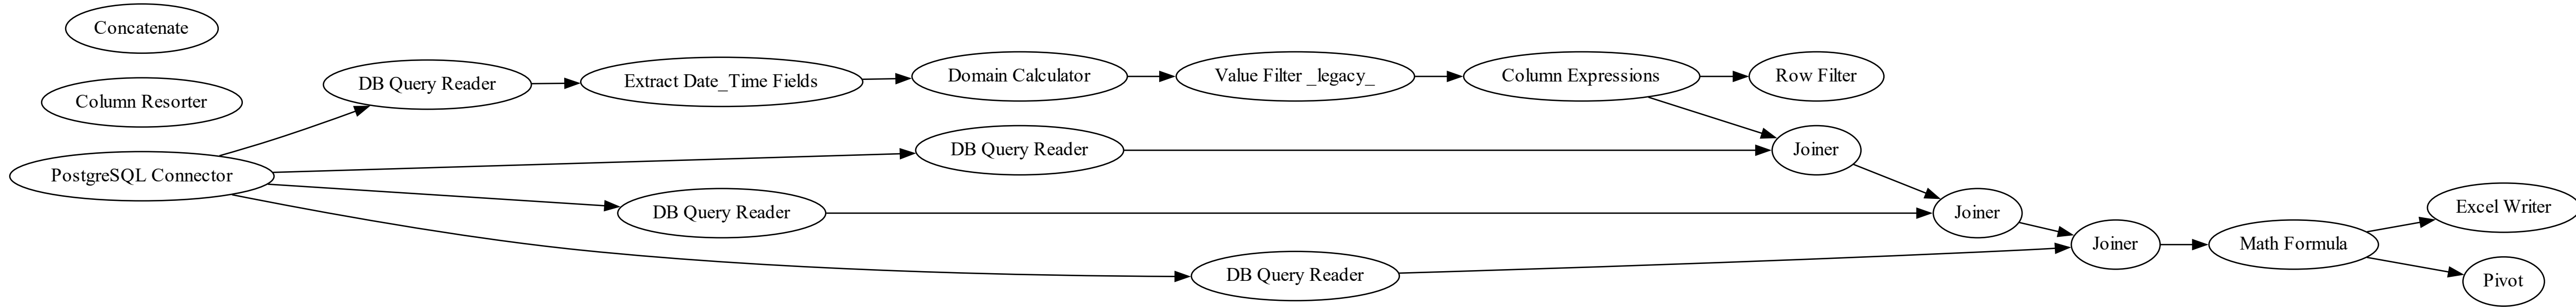 Concatenate
Column Resorter
PostgreSQL Connector
DB Query Reader
Extract Date_Time Fields
Domain Calculator
Value Filter _legacy_
Column Expressions
Row Filter
DB Query Reader
Joiner
DB Query Reader
Joiner
DB Query Reader
Joiner
Math Formula
Excel Writer
Pivot